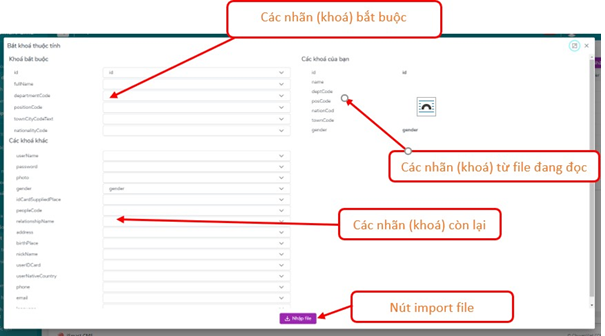 Các nhãn (khoá) bắt buộc
Bắt khoá thuộc tính
Khoá bắt buộc
id
id
fullName
departmentCode
positionCode
townCityCodeText
nationalityCode
Các khoá khác
userName
password
photo
gender
gender
idCardSuppliedPlace
peopleCode
relationshipName
address
birthPlace
nickName
userIDCard
userNativeCountry
phone
email
Các khoá của bạn
id
id
name
deptCode
posCode
nationCod
townCode
gender
gender
Các nhãn (khoá) từ file đang đọc
Các nhãn (khoá) còn lại
Nút import file
Nhập file